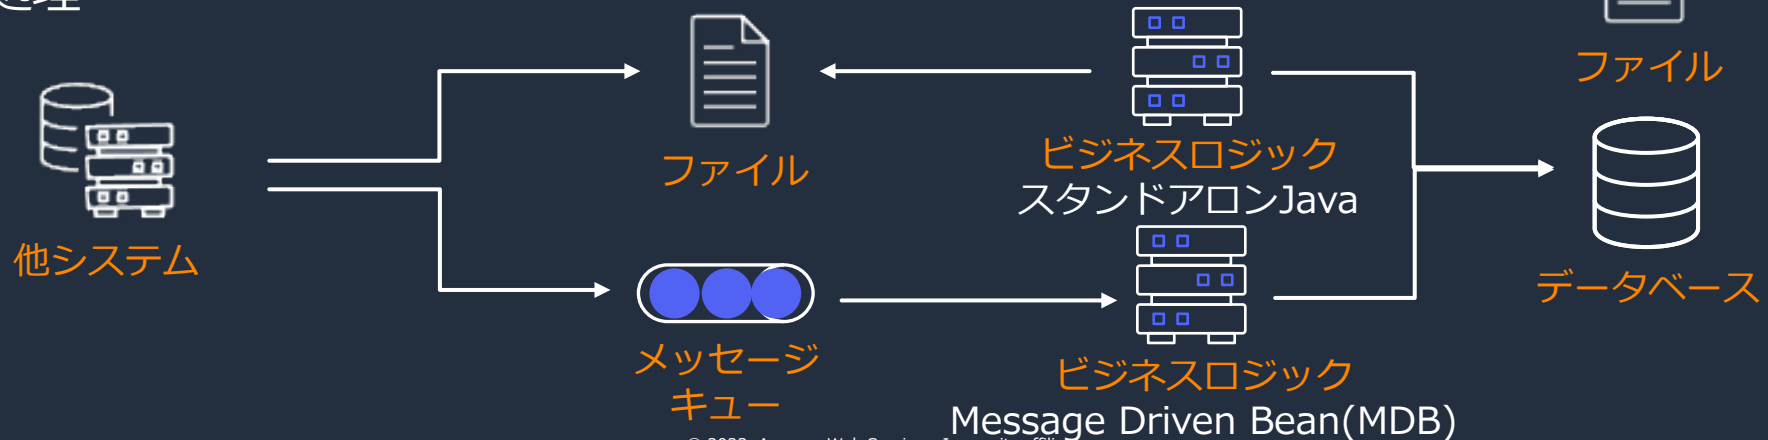 処理
ファイル
ファイル
ビジネスロジック
スタンドアロンJava
他システム
データベース
メッセージ
キュー
ビジネスロジック
Message Driven Bean(MDB)